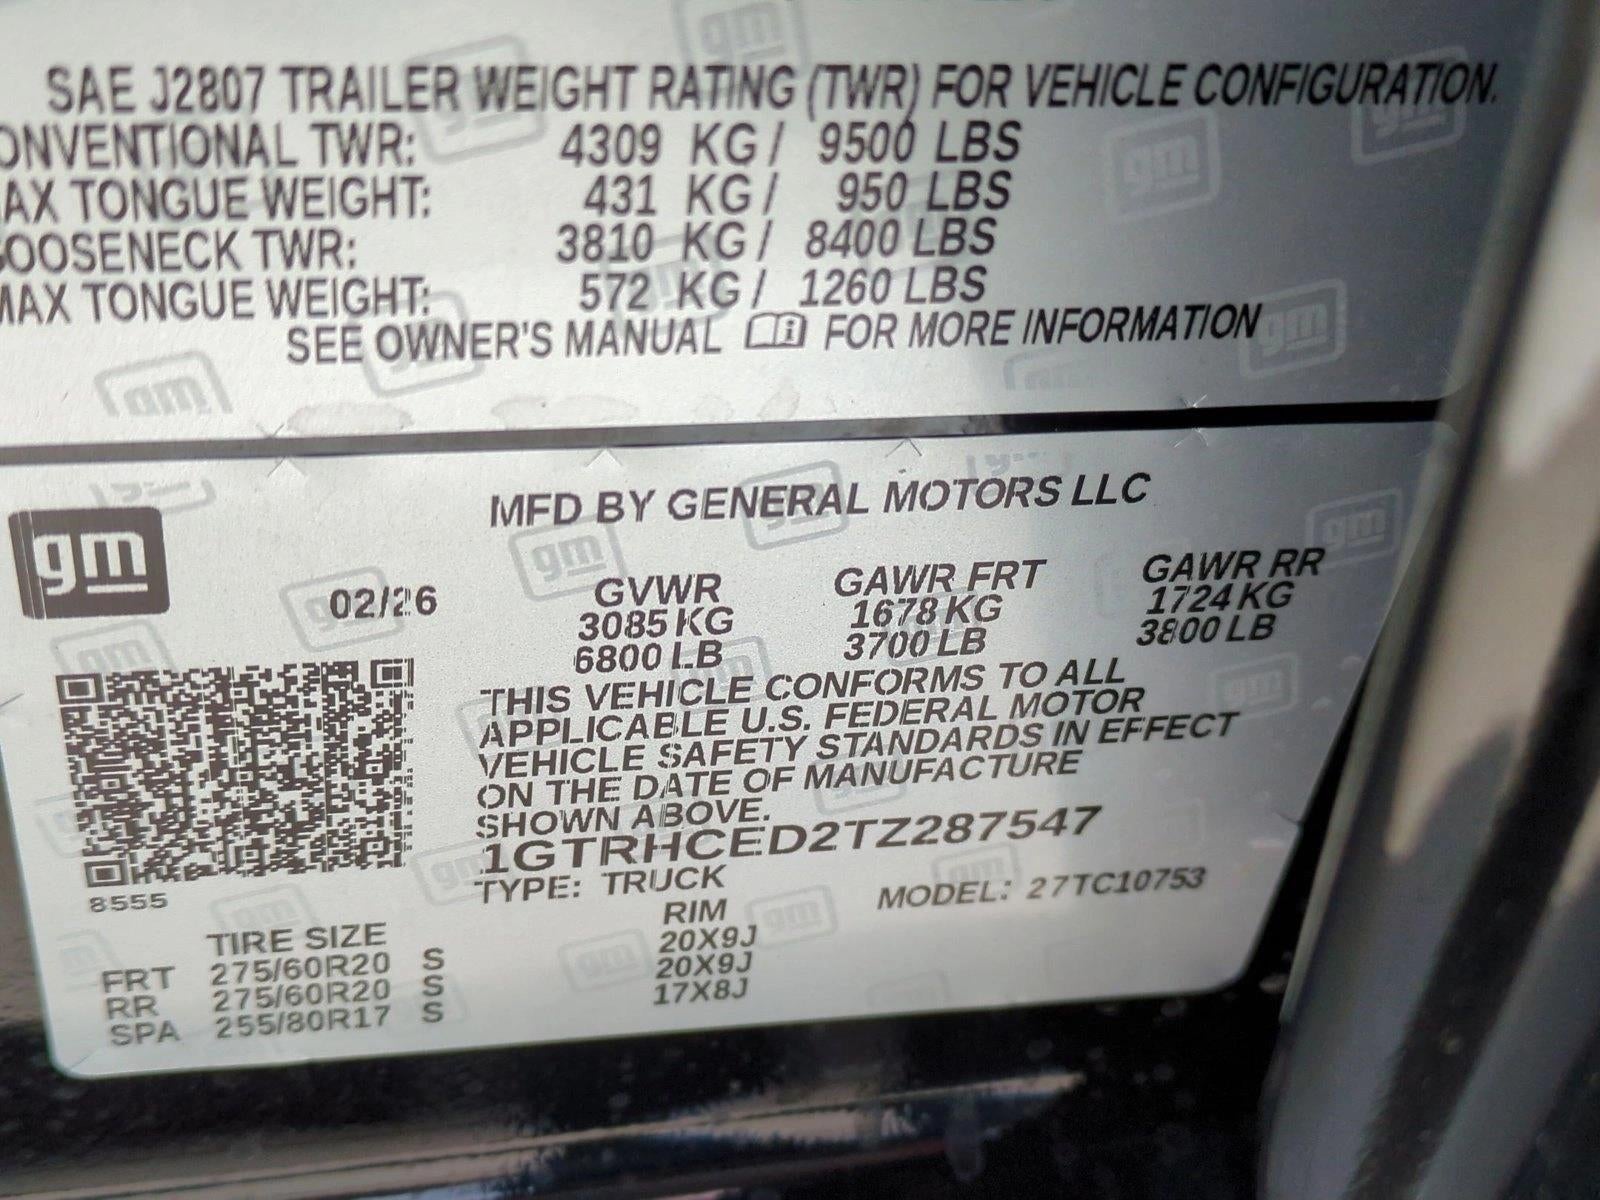 SAE J2807 TRAILER WEIGHT RATING (TWR) FOR VEHICLE CONFIGURATION.
ONVENTIONAL TWR: 4309 KG / 9500 LBS
AX TONGUE WEIGHT: 431 KG / 950 LBS
OOSENECK TWR: 3810 KG / 8400 LBS
MAX TONGUE WEIGHT: 572 KG / 1260 LBS
SEE OWNER'S MANUAL FOR MORE INFORMATION
MFD BY GENERAL MOTORS LLC
gm
02/26 GVWR GAWR FRT GAWR RR
3085 KG 1678 KG 1724 KG
6800 LB 3700 LB 3800 LB
THIS VEHICLE CONFORMS TO ALL
APPLICABLE U.S. FEDERAL MOTOR
VEHICLE SAFETY STANDARDS IN EFFECT
ON THE DATE OF MANUFACTURE
SHOWN ABOVE.
1GTRHCED2TZ287547
8555
TYPE: TRUCK MODEL: 27TC10753
TIRE SIZE RIM
FRT 275/60R20 S 20X9J
RR 275/60R20 S 20X9J
SPA 255/80R17 S 17X8J